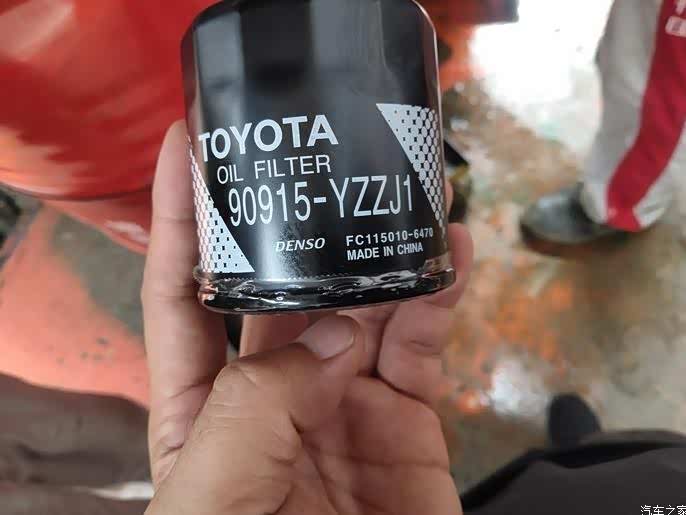 TOYOTA
OIL FILTER
90915-YZZJ1
DENSO FC115010-6470
MADE IN CHINA
汽车之家